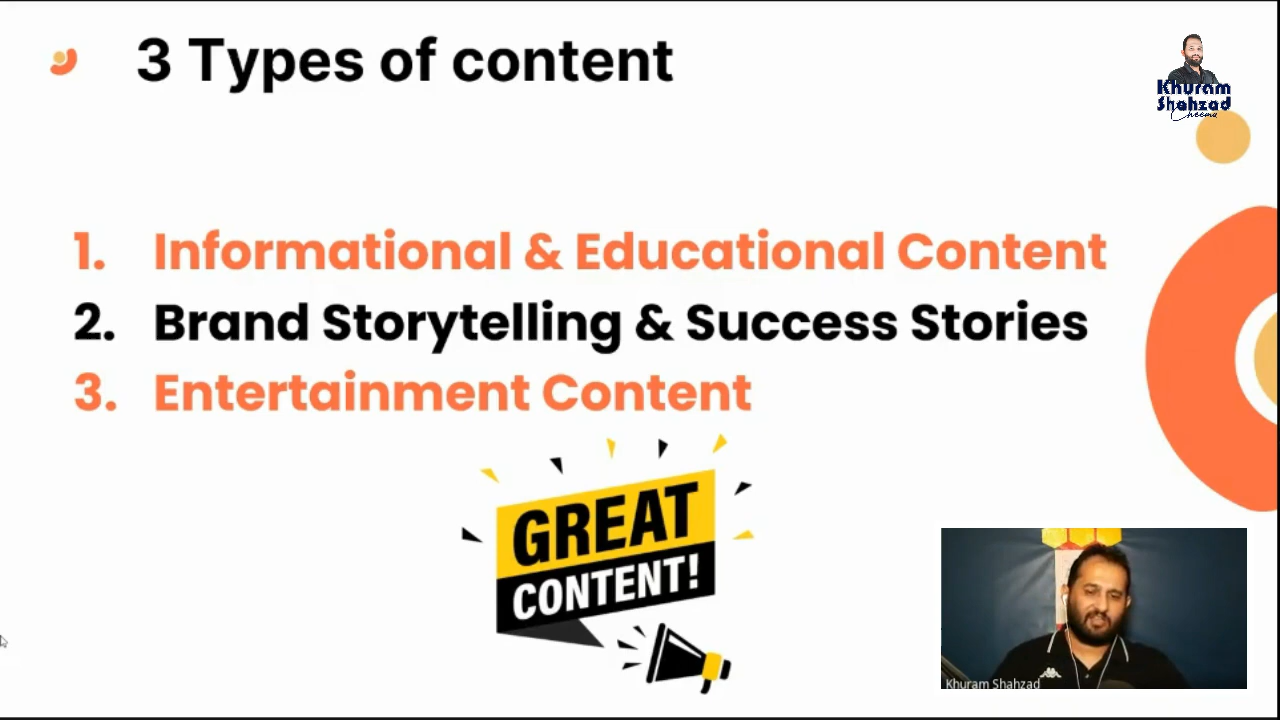 3 Types of content
Khuram
Shahzad
Cheema
1. Informational & Educational Content
2. Brand Storytelling & Success Stories
3. Entertainment Content
GREAT
CONTENT!
Khuram Shahzad